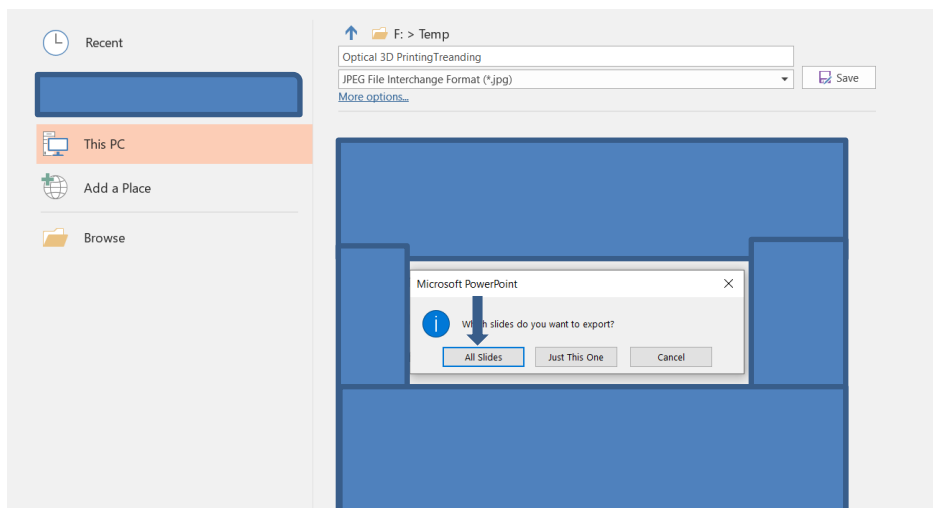 Recent
This PC
Add a Place
Browse
F: > Temp
Optical 3D PrintingTreanding
JPEG File Interchange Format (*.jpg)
Save
More options...
Microsoft PowerPoint
Which slides do you want to export?
All Slides
Just This One
Cancel